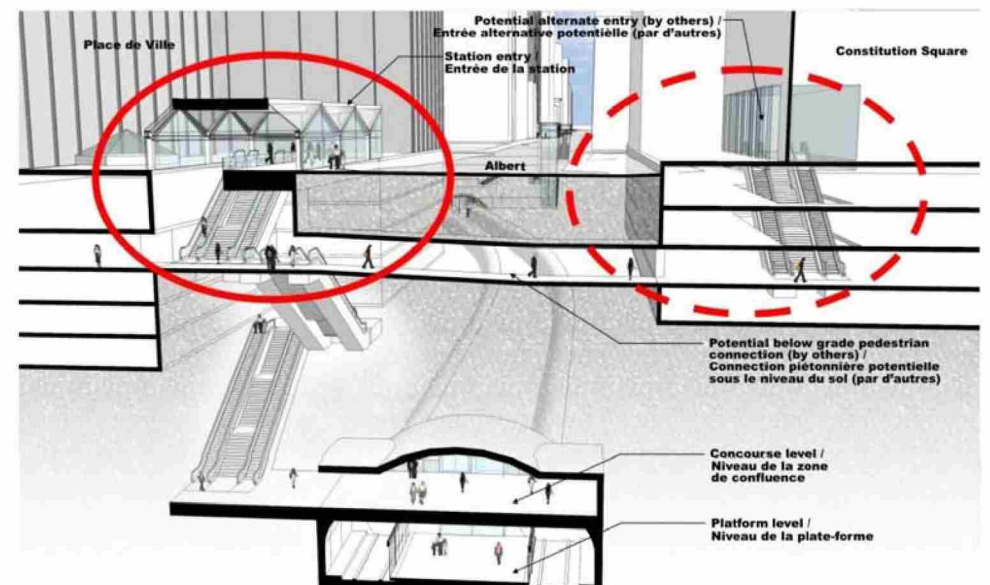 Potential alternate entry (by others) /
Entrée alternative potentièlle (par d'autres)
Place de Ville
Constitution Square
Station entry /
Entrée de la station
Albert
Potential below grade pedestrian
connection (by others) /
Connection piétonnière potentielle
sous le niveau du sol (par d'autres)
Concourse level /
Niveau de la zone
de confluence
Platform level /
Niveau de la plate-forme